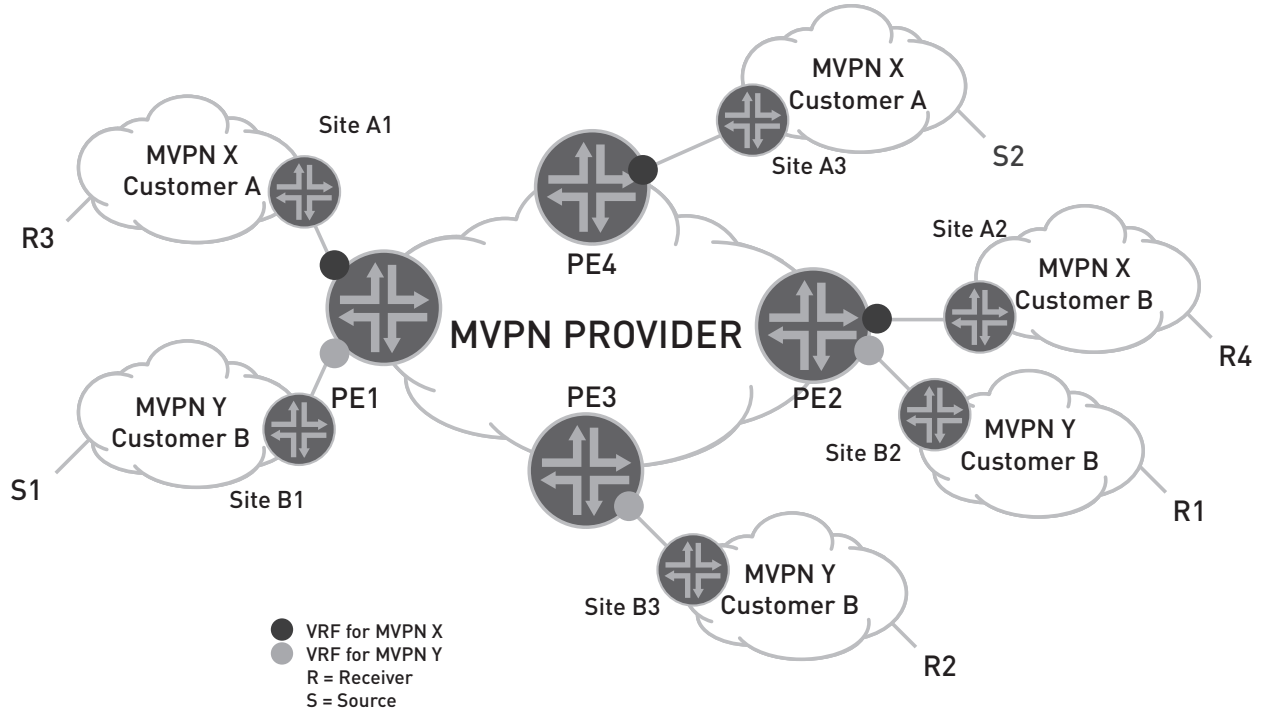 MVPN X
Customer A
Site A3
S2
Site A1
MVPN X
Customer A
R3
PE4
Site A2
MVPN X
Customer B
R4
MVPN PROVIDER
PE1
PE3
PE2
MVPN Y
Customer B
Site B1
S1
Site B2
MVPN Y
Customer B
R1
MVPN Y
Customer B
Site B3
R2
VRF for MVPN X
VRF for MVPN Y
R = Receiver
S = Source